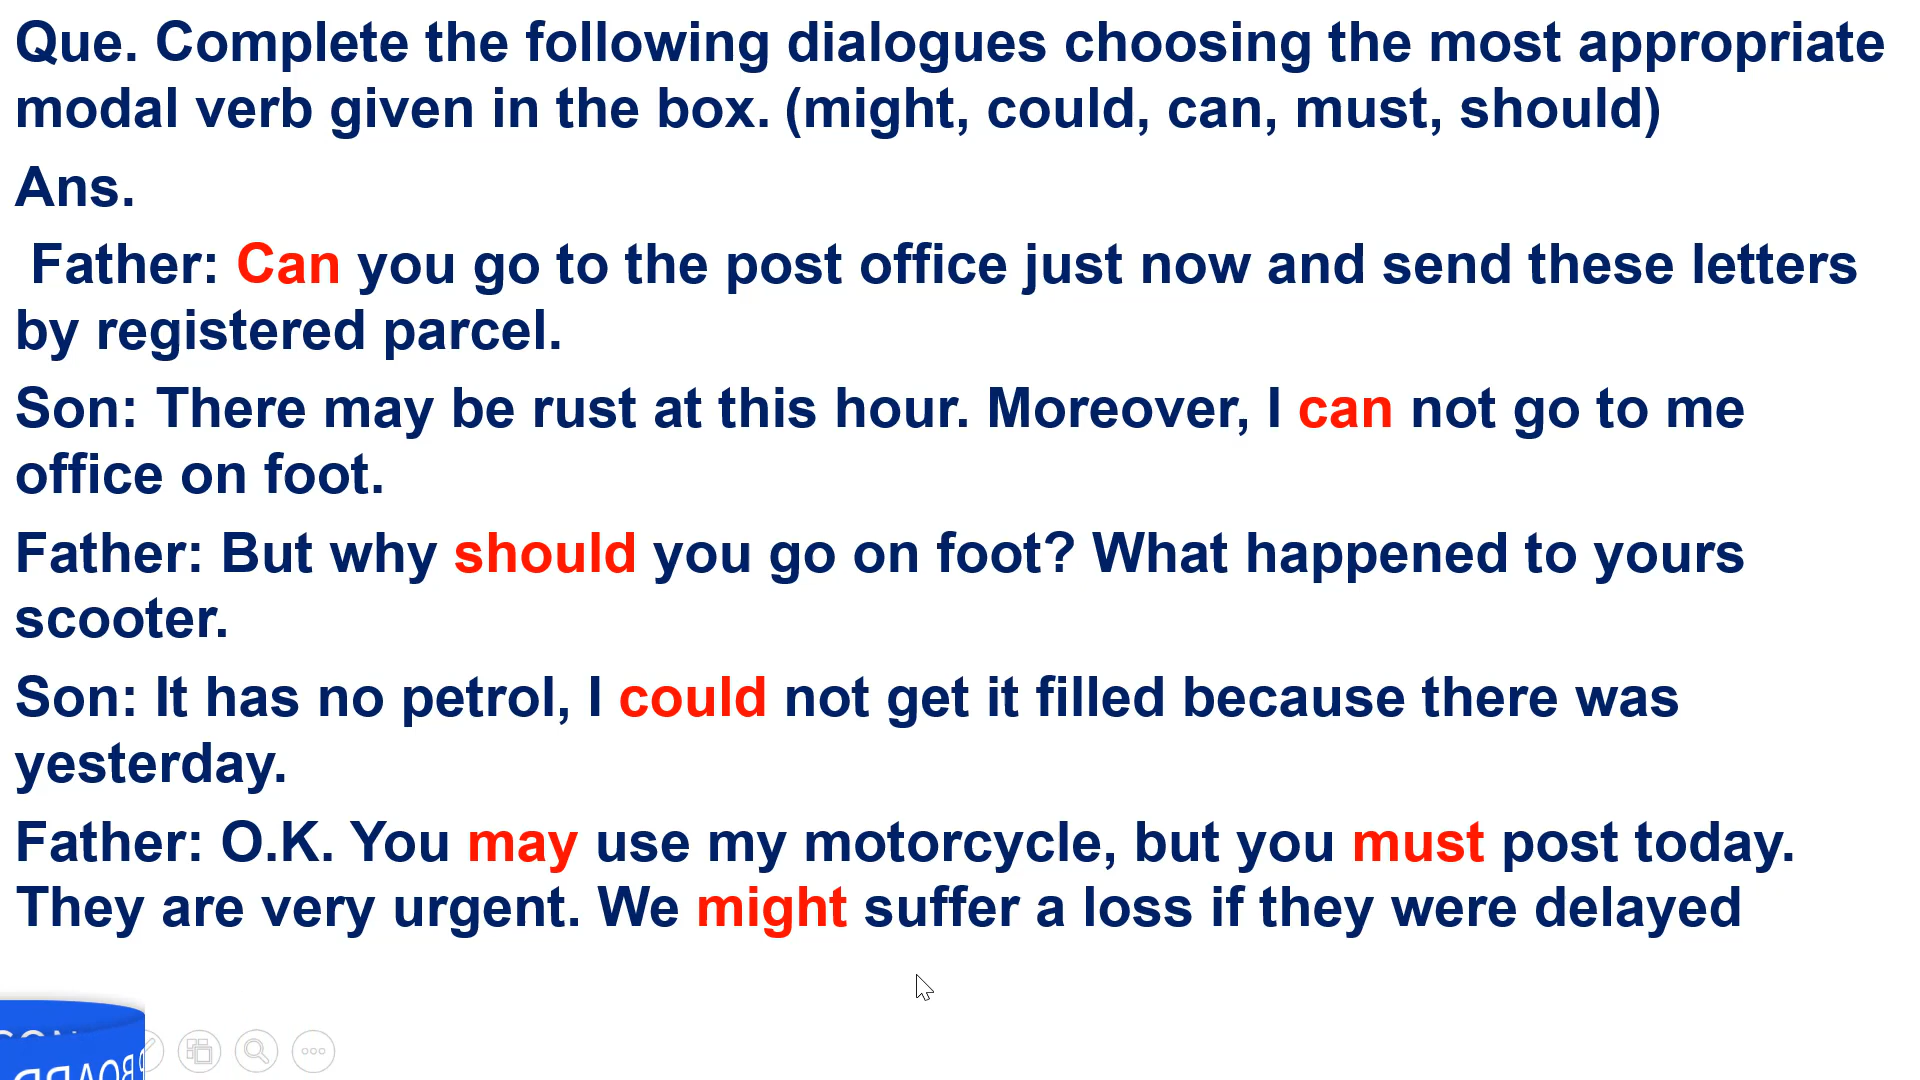 Que. Complete the following dialogues choosing the most appropriate
modal verb given in the box. (might, could, can, must, should)
Ans.
Father: Can you go to the post office just now and send these letters
by registered parcel.
Son: There may be rust at this hour. Moreover, I can not go to me
office on foot.
Father: But why should you go on foot? What happened to yours
scooter.
Son: It has no petrol, I could not get it filled because there was
yesterday.
Father: O.K. You may use my motorcycle, but you must post today.
They are very urgent. We might suffer a loss if they were delayed